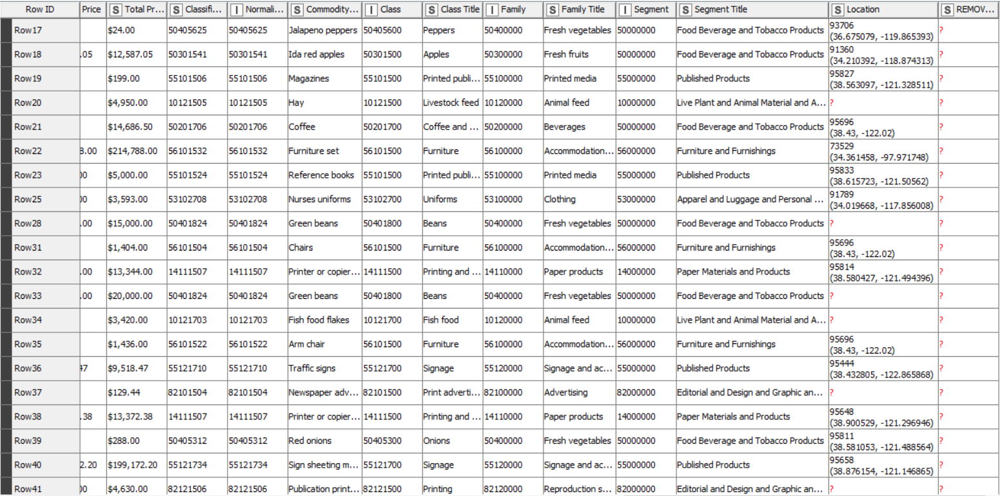 Row ID Price S Total Pr... S Classifi... I Normali... S Commodity... I Class S Class Title I Family S Family Title I Segment S Segment Title S Location S REMOV...
Row17 $24.00 50405625 50405625 Jalapeno peppers 50405600 Peppers 50400000 Fresh vegetables 50000000 Food Beverage and Tobacco Products 93706 ?
(36.675079, -119.865393)
Row18 .05 $12,587.05 50301541 50301541 Ida red apples 50301500 Apples 50300000 Fresh fruits 50000000 Food Beverage and Tobacco Products 91360 ?
(34.210392, -118.874313)
Row19 $199.00 55101506 55101506 Magazines 55101500 Printed publi... 55100000 Printed media 55000000 Published Products 95827 ?
(38.563097, -121.328511)
Row20 $4,950.00 10121505 10121505 Hay 10121500 Livestock feed 10120000 Animal feed 10000000 Live Plant and Animal Material and A... ? ?
Row21 $14,686.50 50201706 50201706 Coffee 50201700 Coffee and ... 50200000 Beverages 50000000 Food Beverage and Tobacco Products 95696 ?
(38.43, -122.02)
Row22 8.00 $214,788.00 56101532 56101532 Furniture set 56101500 Furniture 56100000 Accommodation... 56000000 Furniture and Furnishings 73529 ?
(34.361458, -97.971748)
Row23 00 $5,000.00 55101524 55101524 Reference books 55101500 Printed publi... 55100000 Printed media 55000000 Published Products 95833 ?
(38.615723, -121.50562)
Row25 00 $3,593.00 53102708 53102708 Nurses uniforms 53102700 Uniforms 53100000 Clothing 53000000 Apparel and Luggage and Personal ... 91789 ?
(34.019668, -117.856008)
Row28 .00 $15,000.00 50401824 50401824 Green beans 50401800 Beans 50400000 Fresh vegetables 50000000 Food Beverage and Tobacco Products ? ?
Row31 $1,404.00 56101504 56101504 Chairs 56101500 Furniture 56100000 Accommodation... 56000000 Furniture and Furnishings 95696 ?
(38.43, -122.02)
Row32 .00 $13,344.00 14111507 14111507 Printer or copier... 14111500 Printing and ... 14110000 Paper products 14000000 Paper Materials and Products 95814 ?
(38.580427, -121.494396)
Row33 .00 $20,000.00 50401824 50401824 Green beans 50401800 Beans 50400000 Fresh vegetables 50000000 Food Beverage and Tobacco Products ? ?
Row34 $3,420.00 10121703 10121703 Fish food flakes 10121700 Fish food 10120000 Animal feed 10000000 Live Plant and Animal Material and A... ? ?
Row35 $1,436.00 56101522 56101522 Arm chair 56101500 Furniture 56100000 Accommodation... 56000000 Furniture and Furnishings 95696 ?
(38.43, -122.02)
Row36 47 $9,518.47 55121710 55121710 Traffic signs 55121700 Signage 55120000 Signage and ac... 55000000 Published Products 95444 ?
(38.432805, -122.865868)
Row37 $129.44 82101504 82101504 Newspaper adv... 82101500 Print adverti... 82100000 Advertising 82000000 Editorial and Design and Graphic an... ? ?
Row38 .38 $13,372.38 14111507 14111507 Printer or copier... 14111500 Printing and ... 14110000 Paper products 14000000 Paper Materials and Products 95648 ?
(38.900529, -121.296946)
Row39 $288.00 50405312 50405312 Red onions 50405300 Onions 50400000 Fresh vegetables 50000000 Food Beverage and Tobacco Products 95811 ?
(38.581053, -121.488564)
Row40 2.20 $199,172.20 55121734 55121734 Sign sheeting m... 55121700 Signage 55120000 Signage and ac... 55000000 Published Products 95658 ?
(38.876154, -121.146865)
Row41 00 $4,630.00 82121506 82121506 Publication print... 82121500 Printing 82120000 Reproduction s... 82000000 Editorial and Design and Graphic an... ? ?